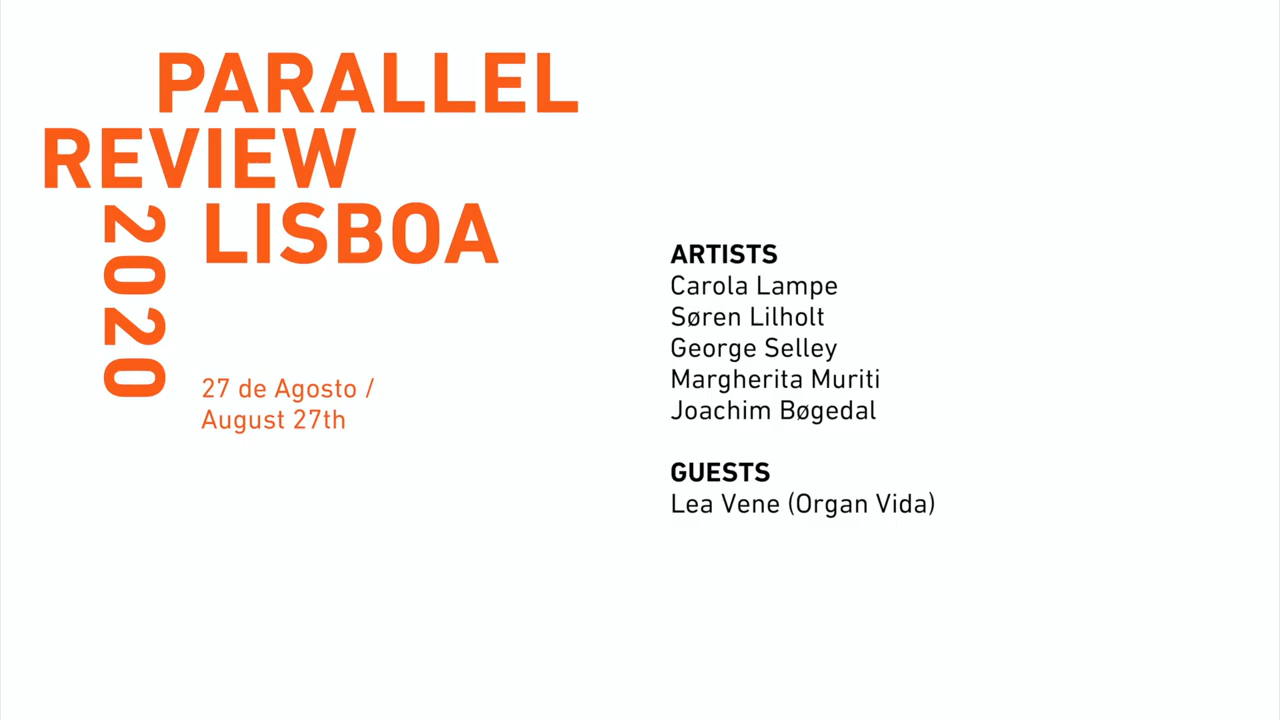 PARALLEL
REVIEW
LISBOA
2020
27 de Agosto /
August 27th
ARTISTS
Carola Lampe
Søren Lilholt
George Selley
Margherita Muriti
Joachim Bøgedal
GUESTS
Lea Vene (Organ Vida)